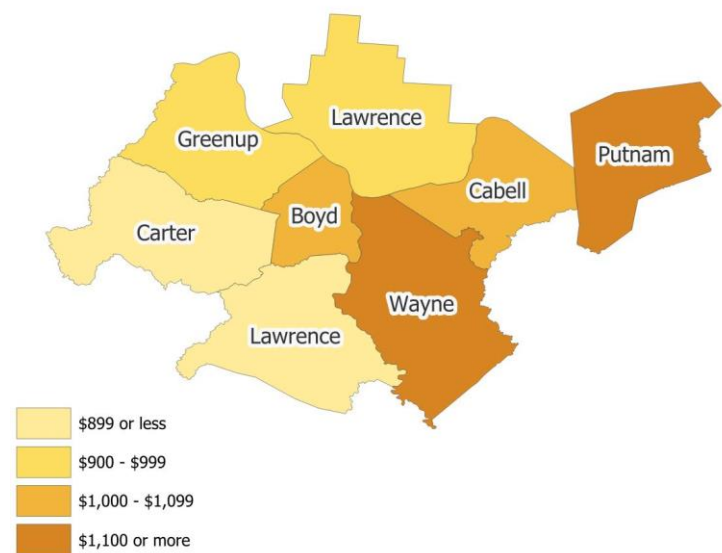 Lawrence
Greenup
Putnam
Cabell
Boyd
Carter
Wayne
Lawrence
$899 or less
$900 - $999
$1,000 - $1,099
$1,100 or more